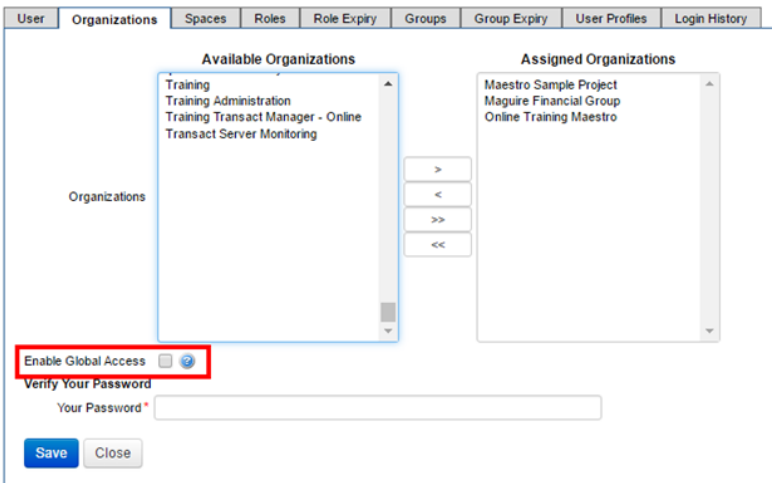 User Organizations Spaces Roles Role Expiry Groups Group Expiry User Profiles Login History
Available Organizations
Assigned Organizations
Training
Training Administration
Training Transact Manager - Online
Transact Server Monitoring
Maestro Sample Project
Maguire Financial Group
Online Training Maestro
Organizations
>
<
>>
<<
Enable Global Access ?
Verify Your Password
Your Password *
Save Close